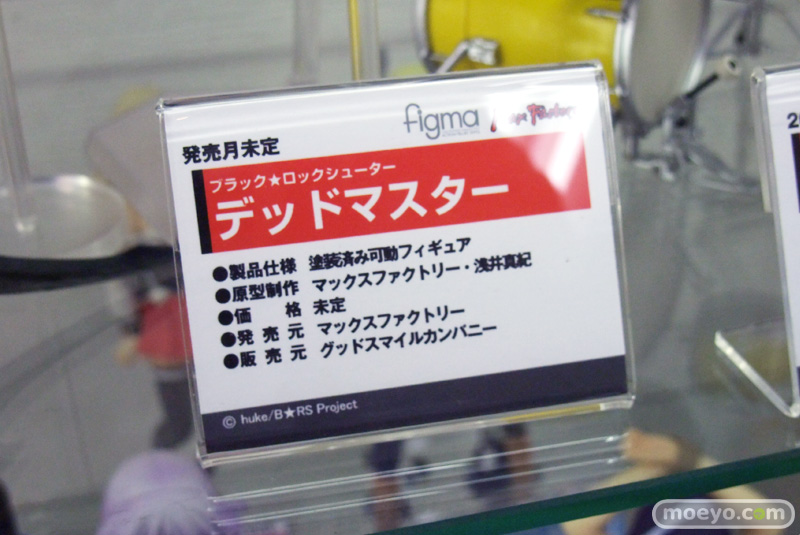 figma Max Factory
発売月未定
ブラック★ロックシューター
デッドマスター
●製品仕様 塗装済み可動フィギュア
●原型制作 マックスファクトリー・浅井真紀
●価格 未定
●発売元 マックスファクトリー
●販売元 グッドスマイルカンパニー
© huke/B★RS Project
moeyo.com